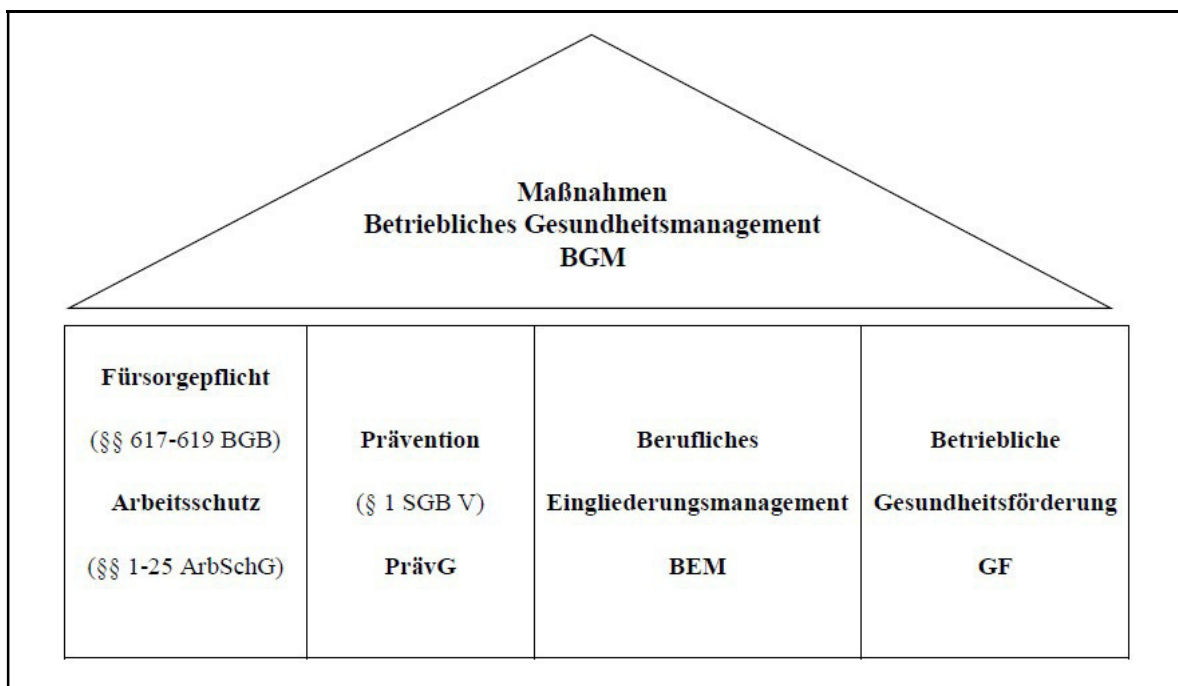 Maßnahmen
Betriebliches Gesundheitsmanagement
BGM
Fürsorgepflicht
(§§ 617-619 BGB)
Arbeitsschutz
(§§ 1-25 ArbSchG)
Prävention
(§ 1 SGB V)
PrävG
Berufliches
Eingliederungsmanagement
BEM
Betriebliche
Gesundheitsförderung
GF